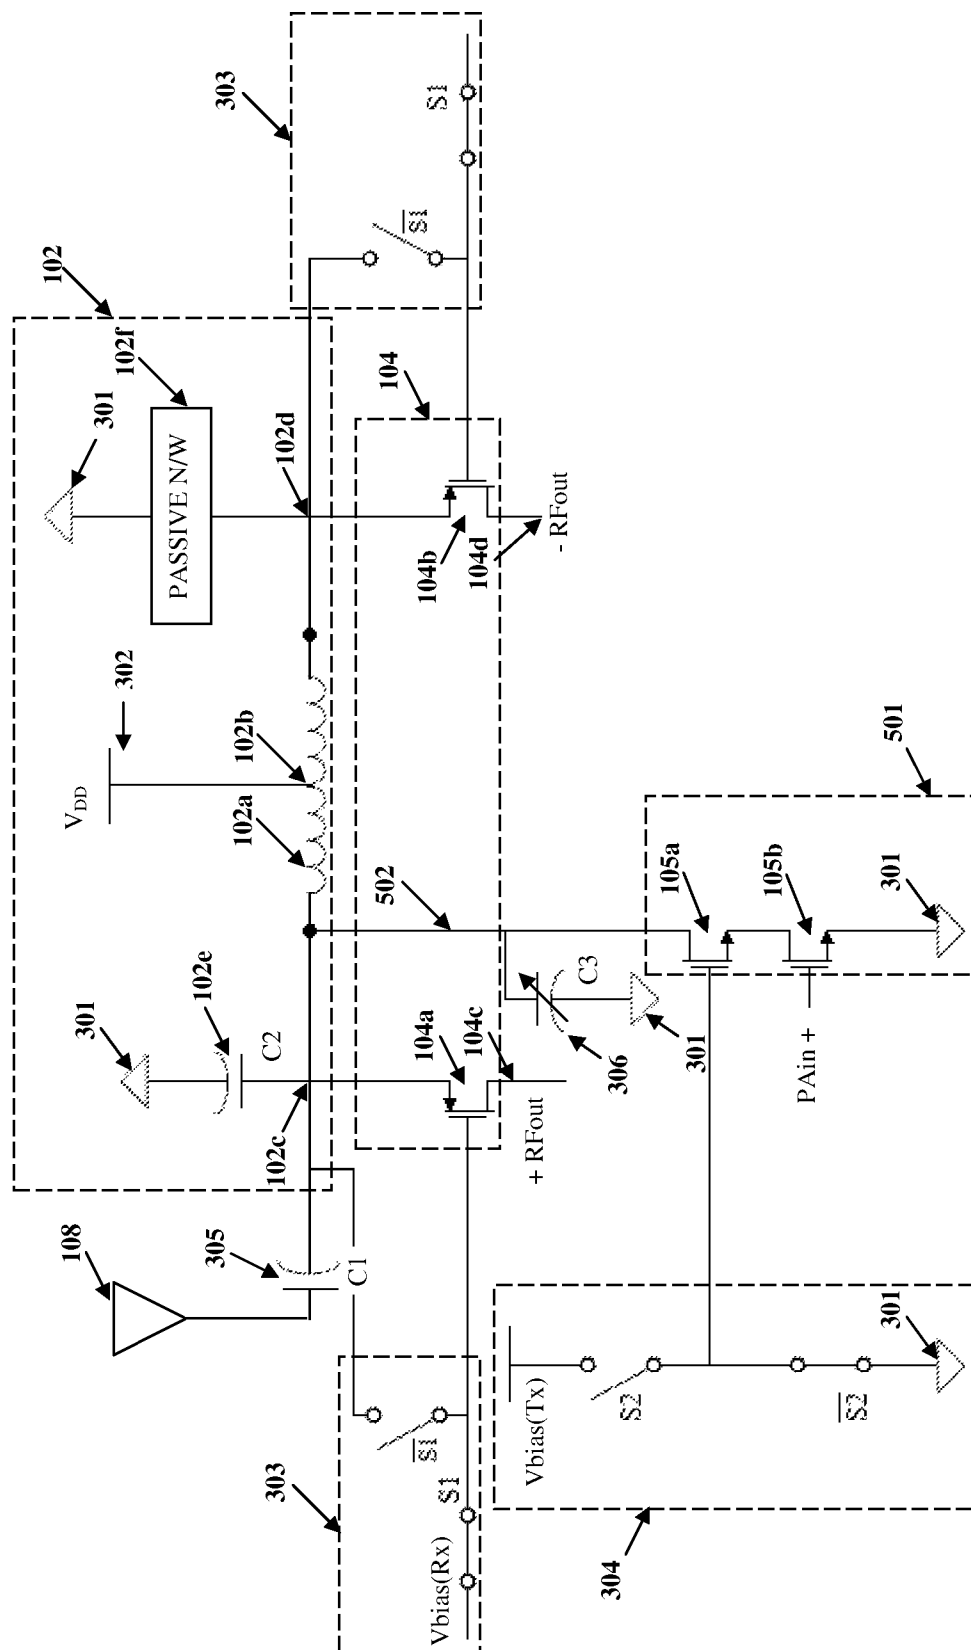 303
S1
S1
102
102f
301
PASSIVE N/W
102d
104
104b
104d
- RFout
302
VDD
102b
102a
501
502
105a
105b
301
301
102e
C2
C3
306
301
104a
104c
102c
+ RFout
PAin +
108
305
C1
301
Vbias(Tx)
S2
S2
303
S1
S1
Vbias(Rx)
304